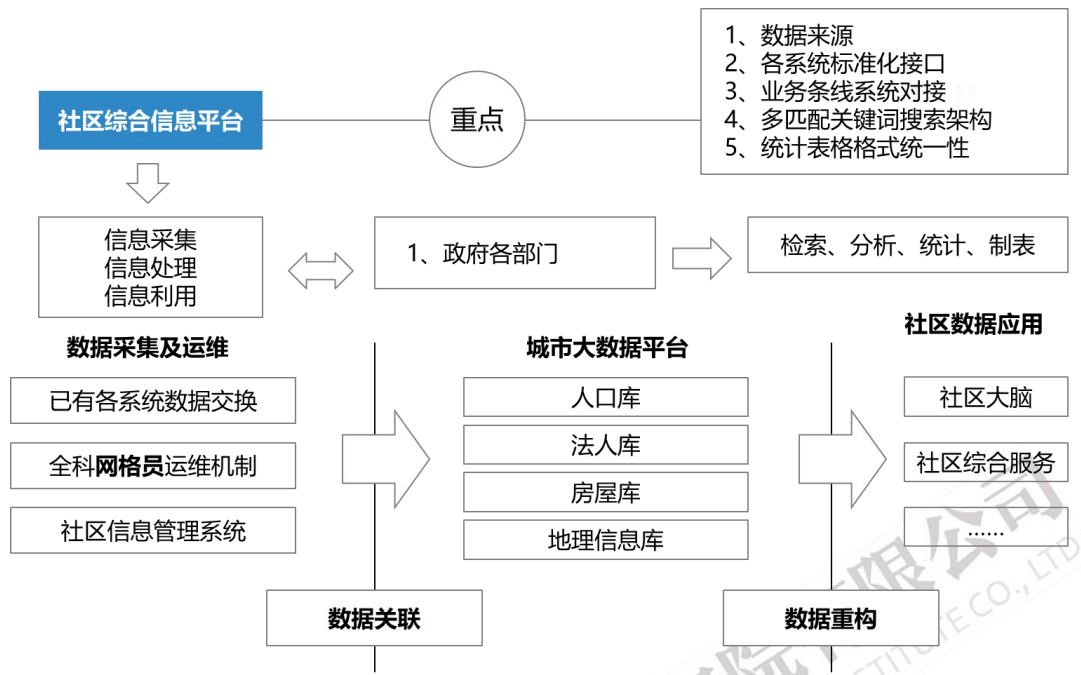 社区综合信息平台
重点
1、数据来源
2、各系统标准化接口
3、业务条线系统对接
4、多匹配关键词搜索架构
5、统计表格格式统一性
信息采集
信息处理
信息利用
1、政府各部门
检索、分析、统计、制表
数据采集及运维
城市大数据平台
社区数据应用
已有各系统数据交换
全科网格员运维机制
社区信息管理系统
人口库
法人库
房屋库
地理信息库
社区大脑
社区综合服务
......
数据关联
数据重构
院有限公司
CO., LTD